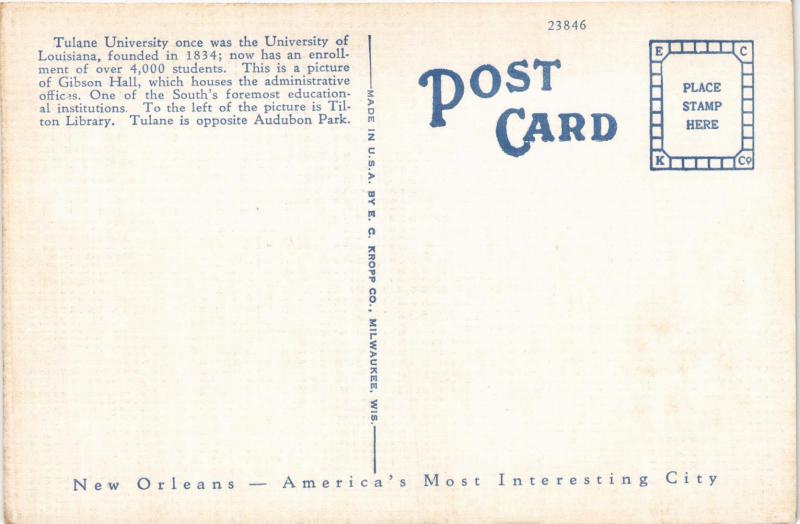 23846
Tulane University once was the University of
Louisiana, founded in 1834; now has an enroll-
ment of over 4,000 students. This is a picture
of Gibson Hall, which houses the administrative
offices. One of the South's foremost education-
al institutions. To the left of the picture is Til-
ton Library. Tulane is opposite Audubon Park.
POST
CARD
E C
PLACE
STAMP
HERE
K Co
MADE IN U.S.A. BY E. C. KROPP CO., MILWAUKEE, WIS.
New Orleans — America's Most Interesting City